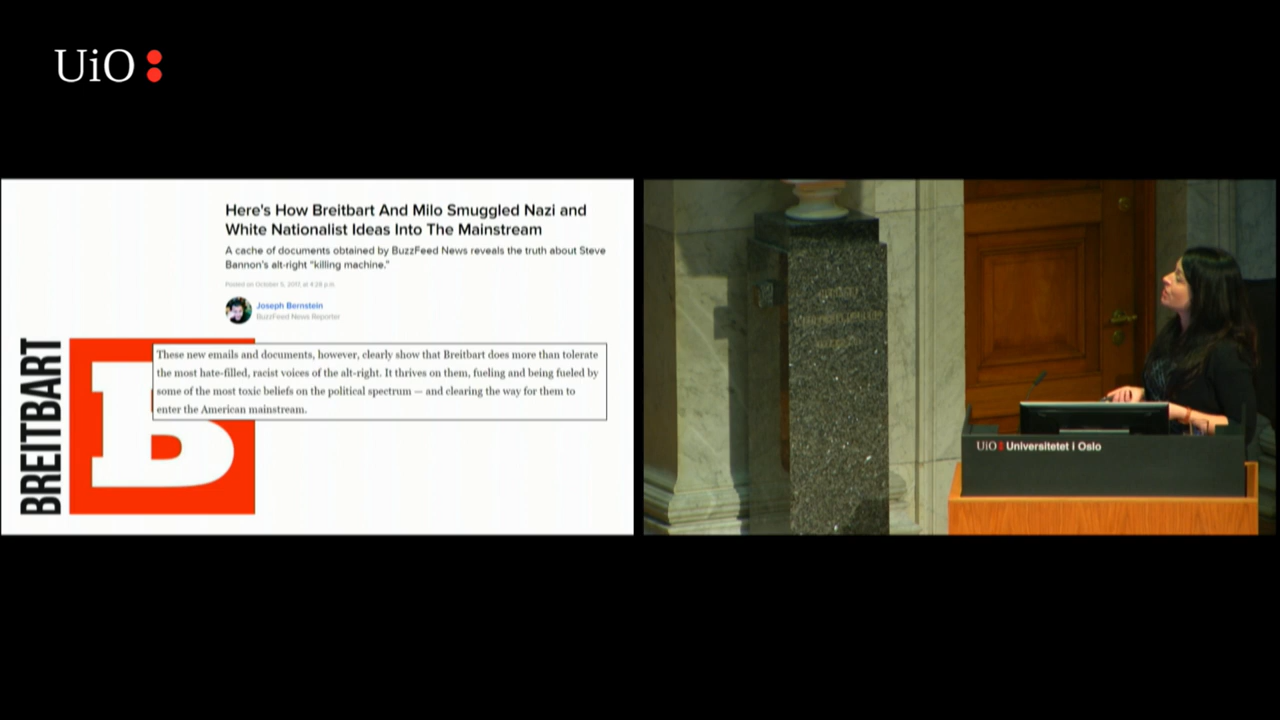 UiO
Here's How Breitbart And Milo Smuggled Nazi and
White Nationalist Ideas Into The Mainstream
A cache of documents obtained by BuzzFeed News reveals the truth about Steve
Bannon's alt-right "killing machine."
Posted on October 5, 2017, at 4:28 p.m.
Joseph Bernstein
BuzzFeed News Reporter
BREITBART
B
These new emails and documents, however, clearly show that Breitbart does more than tolerate
the most hate-filled, racist voices of the alt-right. It thrives on them, fueling and being fueled by
some of the most toxic beliefs on the political spectrum — and clearing the way for them to
enter the American mainstream.
UiO Universitetet i Oslo